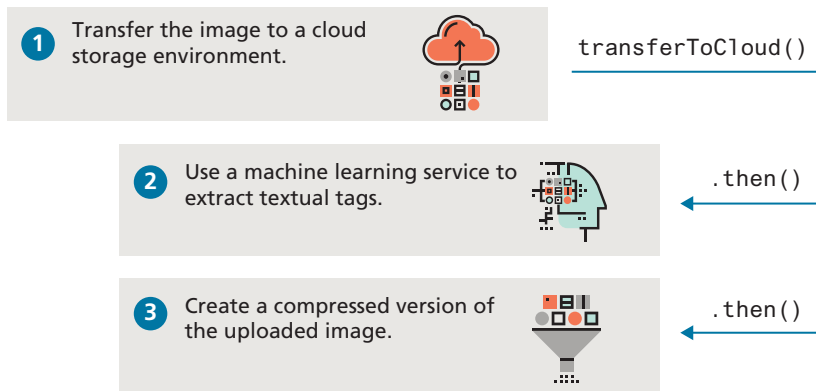 1
Transfer the image to a cloud
storage environment.
transferToCloud()
2
Use a machine learning service to
extract textual tags.
.then()
3
Create a compressed version of
the uploaded image.
.then()